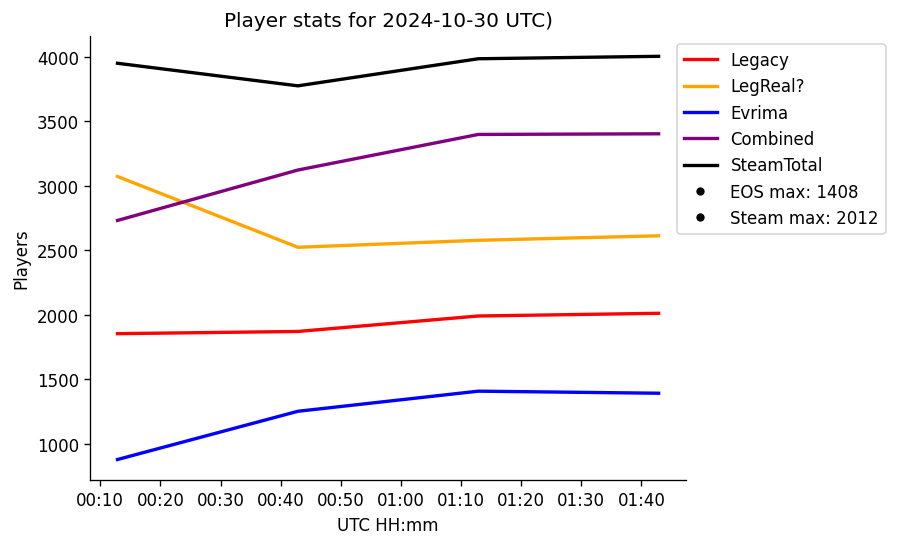 Player stats for 2024-10-30 UTC)
4000
3500
3000
2500
2000
1500
1000
Players
00:10 00:20 00:30 00:40 00:50 01:00 01:10 01:20 01:30 01:40
UTC HH:mm
Legacy
LegReal?
Evrima
Combined
SteamTotal
EOS max: 1408
Steam max: 2012